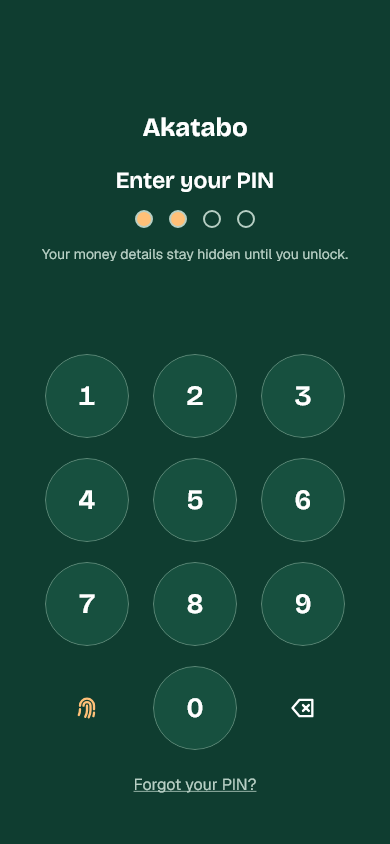 Akatabo
Enter your PIN
Your money details stay hidden until you unlock.
1 2 3
4 5 6
7 8 9
0
Forgot your PIN?